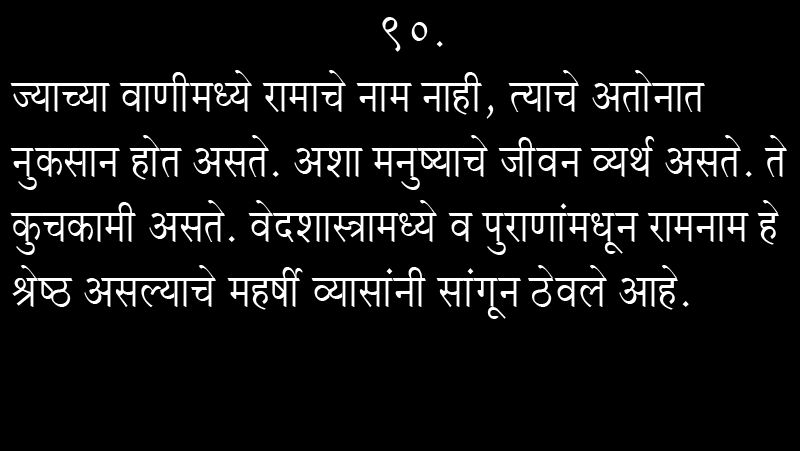 ९०.
ज्याच्या वाणीमध्ये रामाचे नाम नाही, त्याचे अतोनात
नुकसान होत असते. अशा मनुष्याचे जीवन व्यर्थ असते. ते
कुचकामी असते. वेदशास्त्रामध्ये व पुराणांमधून रामनाम हे
श्रेष्ठ असल्याचे महर्षी व्यासांनी सांगून ठेवले आहे.